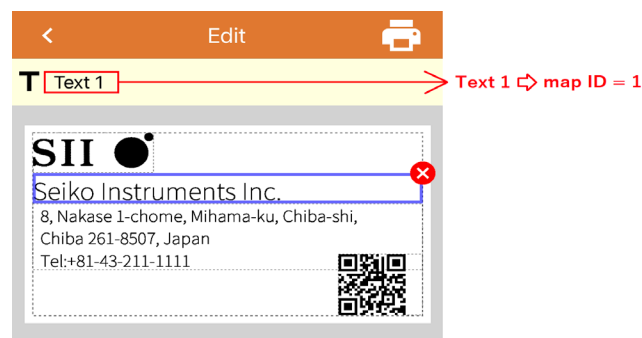 Edit
T Text 1
Text 1 ⇨ map ID = 1
SII
Seiko Instruments Inc.
8, Nakase 1-chome, Mihama-ku, Chiba-shi,
Chiba 261-8507, Japan
Tel:+81-43-211-1111